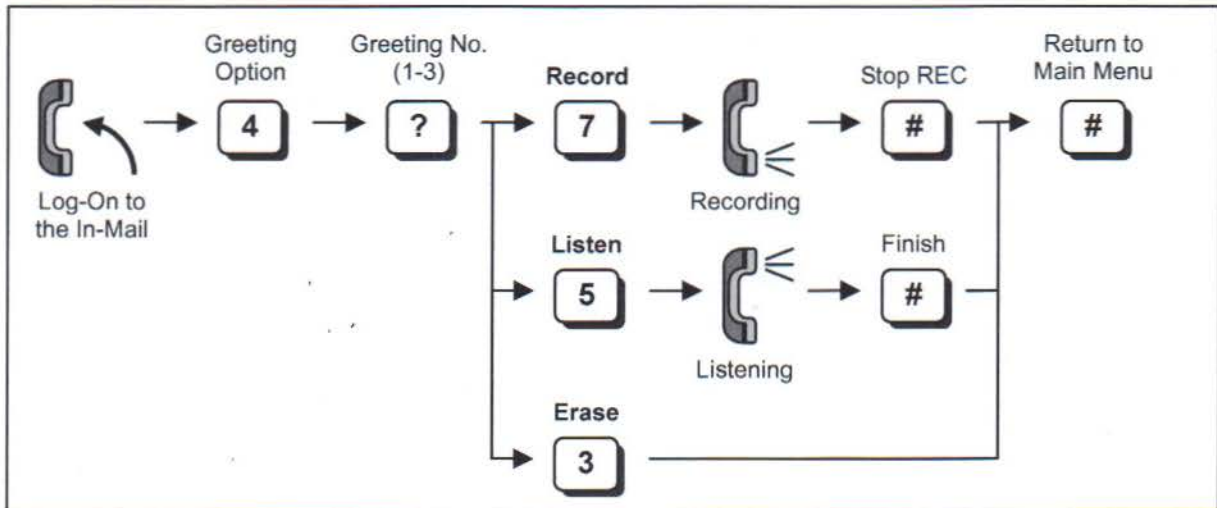 Greeting
Option
4
Greeting No.
(1-3)
?
Record
7
Recording
Stop REC
#
Return to
Main Menu
#
Log-On to
the In-Mail
Listen
5
Listening
Finish
#
Erase
3